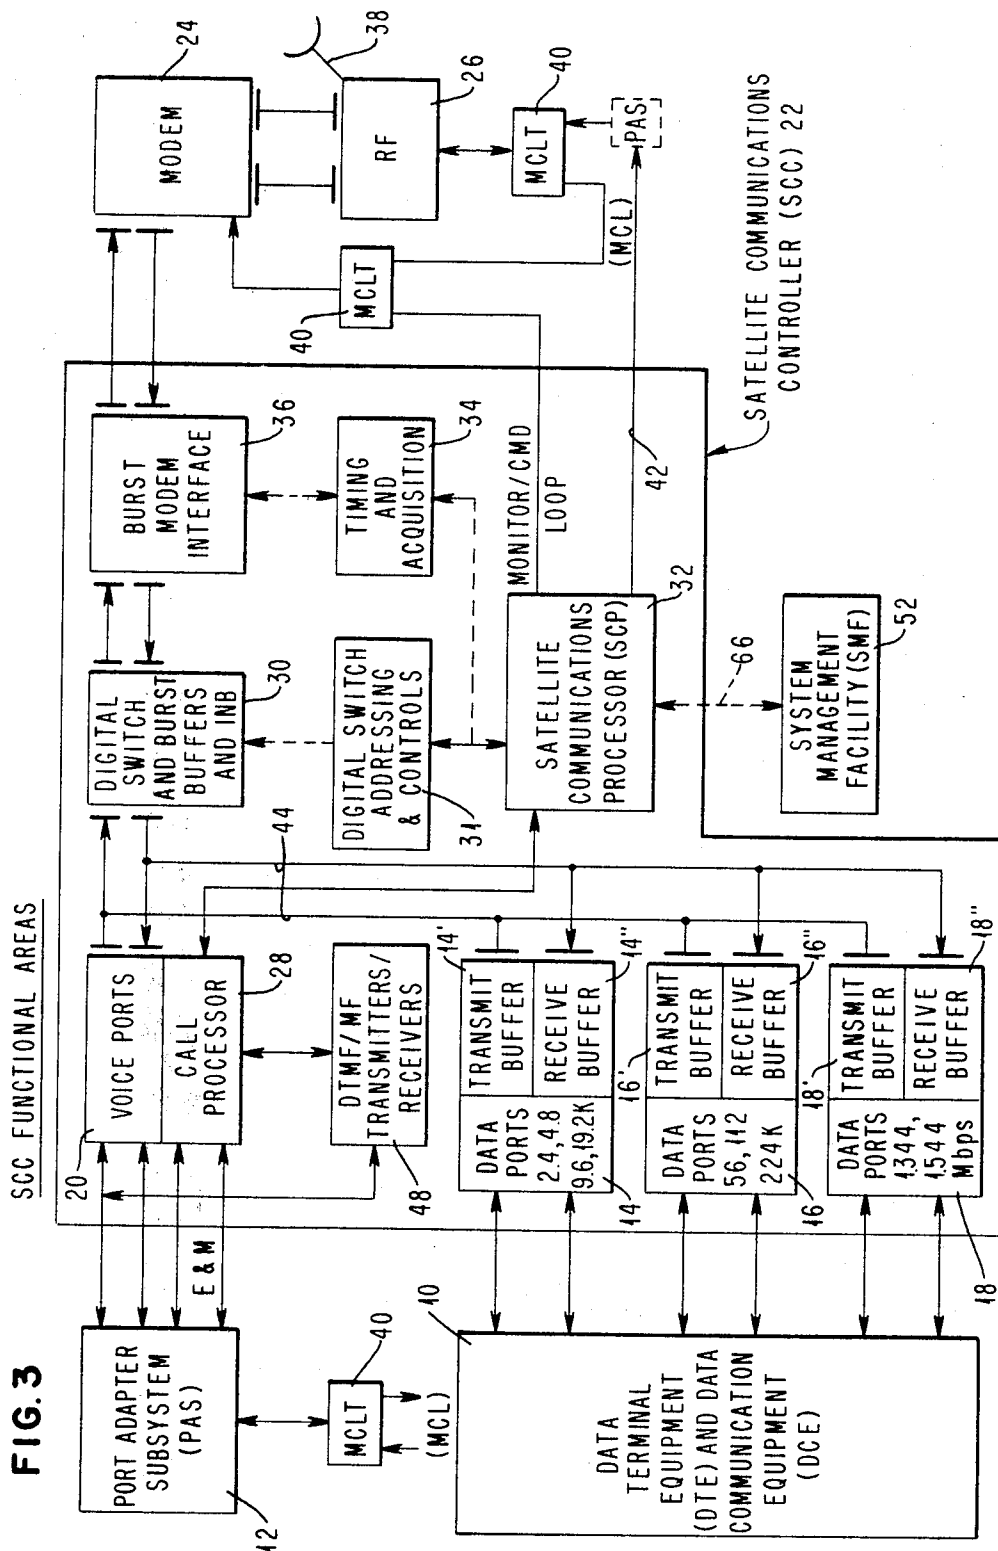 FIG. 3
SCC FUNCTIONAL AREAS
PORT ADAPTER
SUBSYSTEM
(PAS)
12
E & M
MCLT
40
(MCL)
10
DATA
TERMINAL
EQUIPMENT
(DTE) AND DATA
COMMUNICATION
EQUIPMENT
(DCE)
20
VOICE PORTS
CALL
PROCESSOR
28
DTMF/MF
TRANSMITTERS/
RECEIVERS
48
DATA
PORTS
2.4,4.8
9.6,19.2K
14
TRANSMIT
BUFFER
14'
RECEIVE
BUFFER
14"
DATA
PORTS
56,112
224K
16
TRANSMIT
BUFFER
16'
RECEIVE
BUFFER
16"
DATA
PORTS
1.344,
1.544
Mbps
18
TRANSMIT
BUFFER
18'
RECEIVE
BUFFER
18"
44
DIGITAL
SWITCH
AND BURST
BUFFERS
AND INB
30
DIGITAL SWITCH
ADDRESSING
& CONTROLS
31
SATELLITE
COMMUNICATIONS
PROCESSOR (SCP)
32
66
SYSTEM
MANAGEMENT
FACILITY (SMF)
52
BURST
MODEM
INTERFACE
36
TIMING
AND
ACQUISITION
34
MONITOR/CMD
LOOP
42
SATELLITE COMMUNICATIONS
CONTROLLER (SCC) 22
MODEM
24
RF
26
38
MCLT
40
MCLT
40
(MCL)
PAS